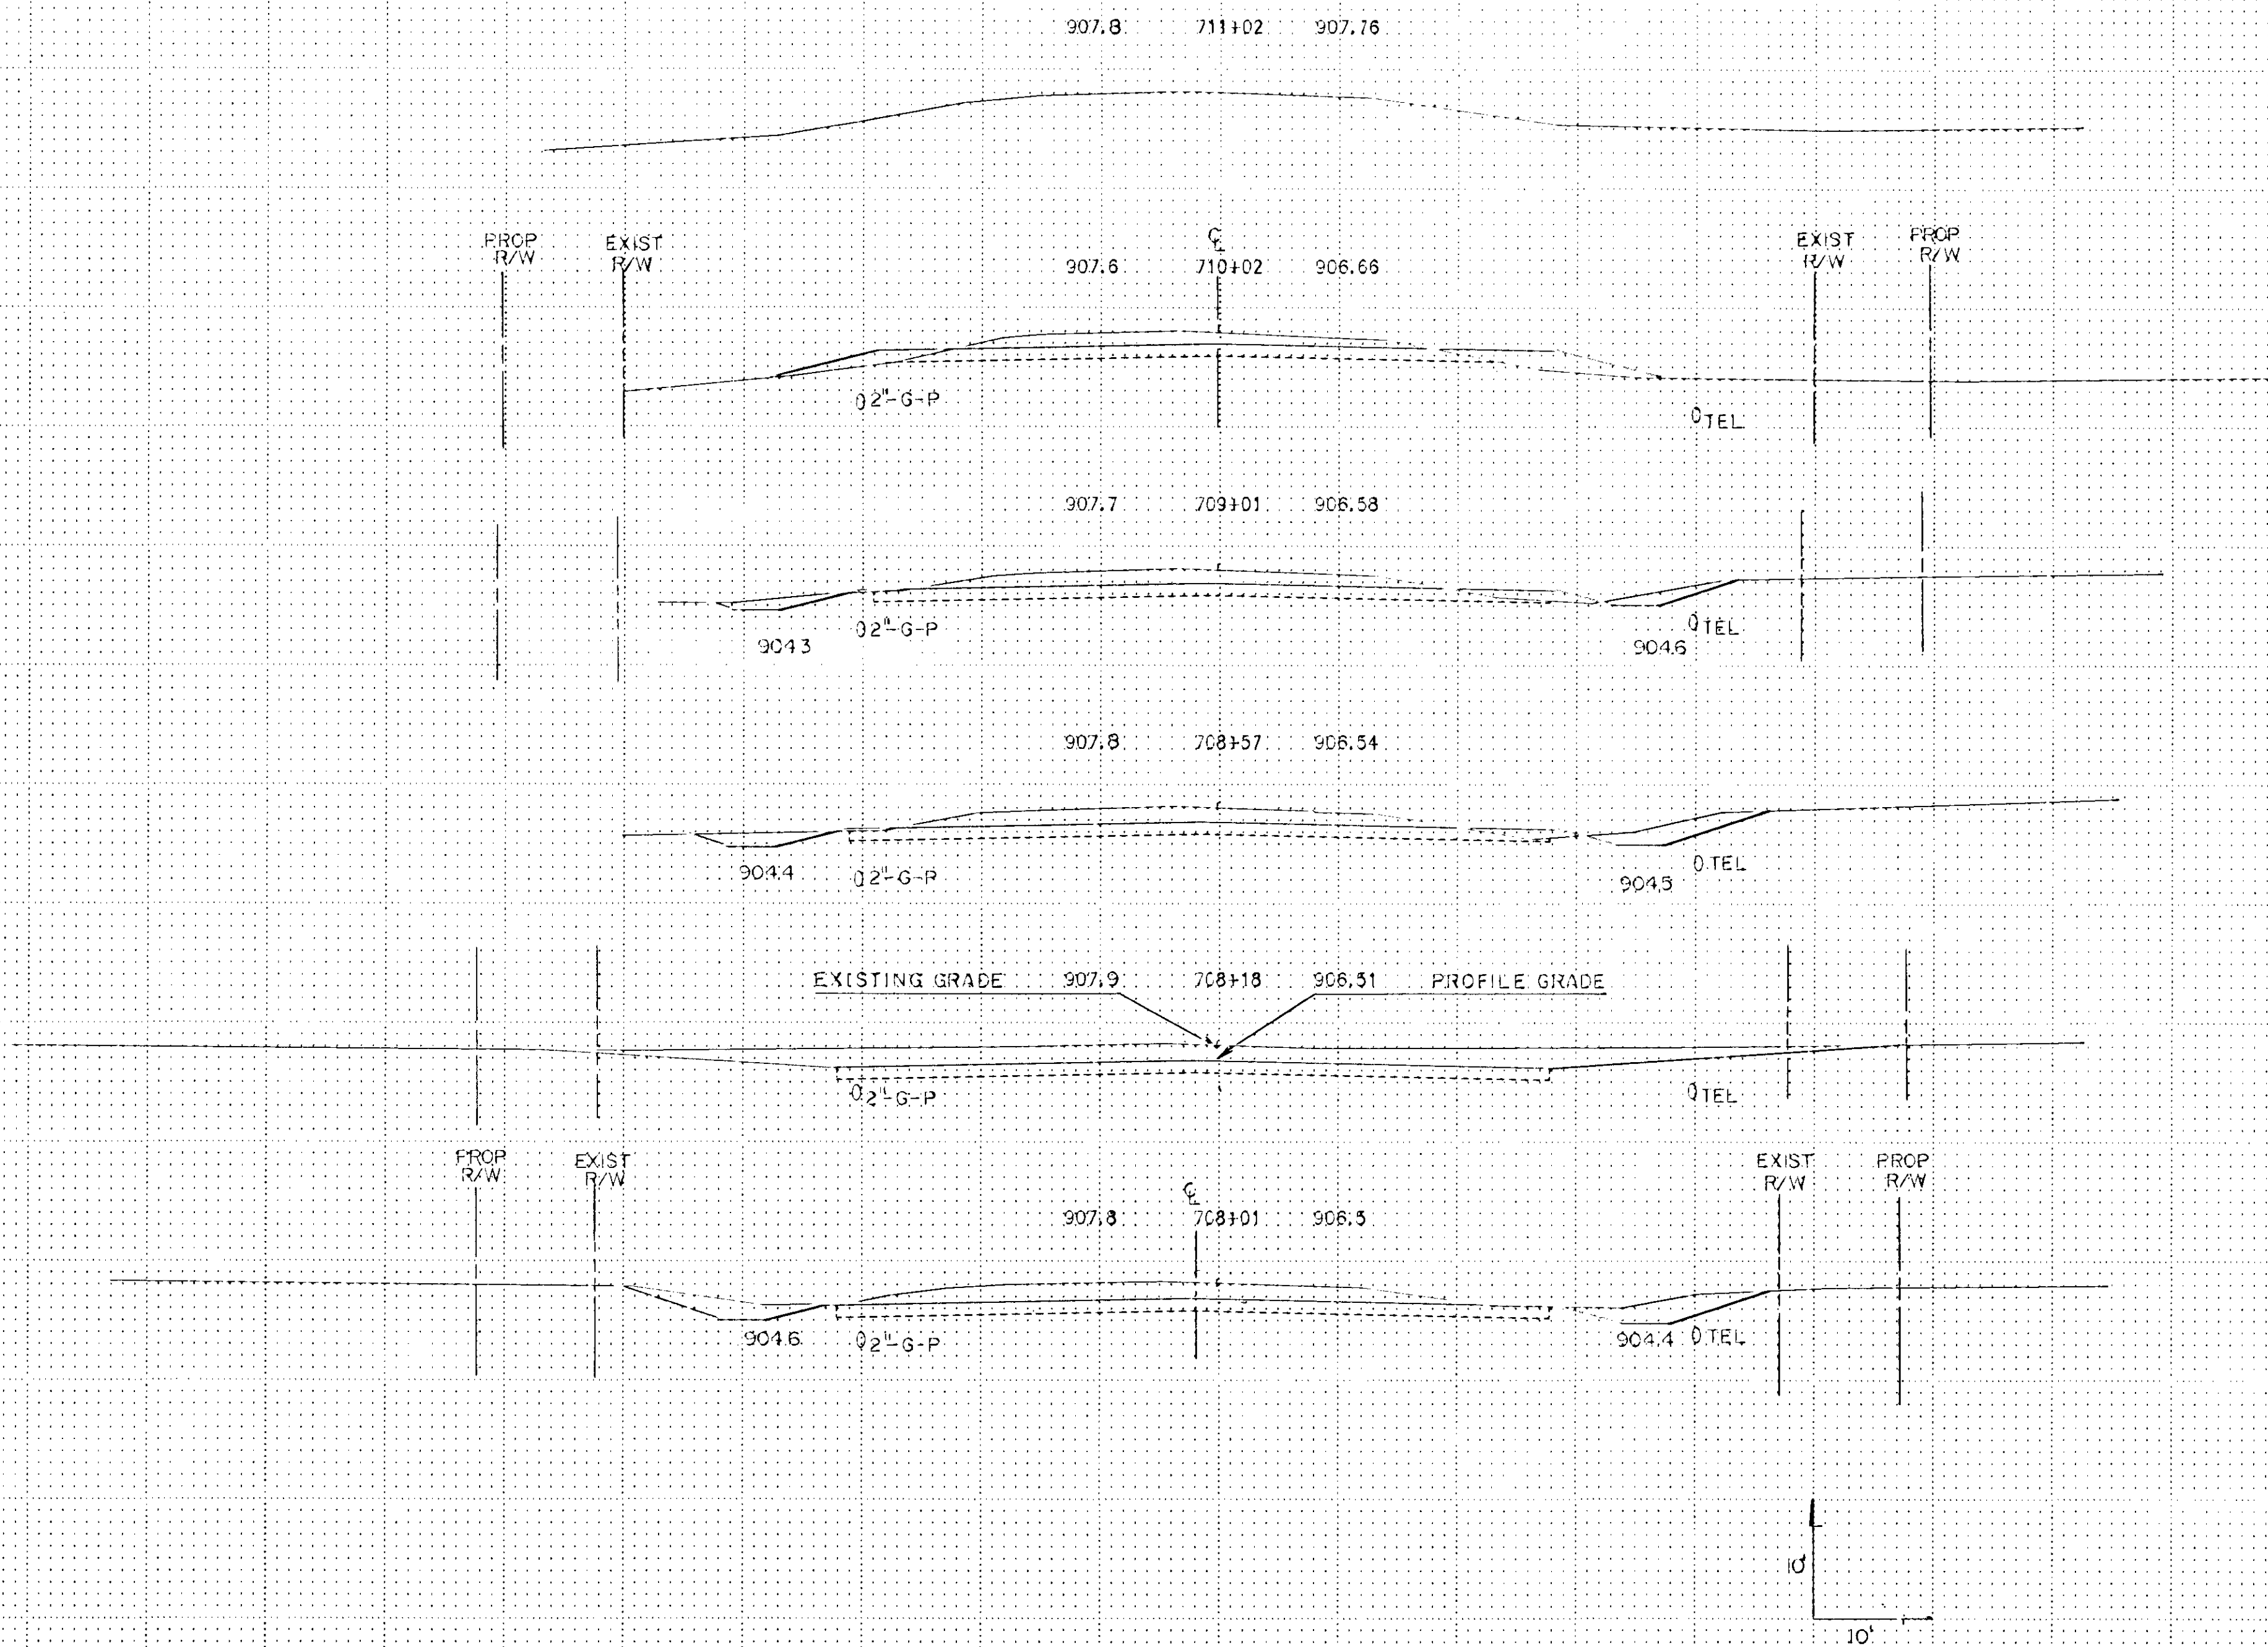 907.8 711+02 907.76
PROP R/W EXIST R/W ℄ EXIST R/W PROP R/W
907.6 710+02 906.66
2"-G-P TEL
907.7 709+01 906.58
2"-G-P TEL
904.3 904.6
907.8 708+57 906.54
904.4 2"-G-P 904.5 TEL
EXISTING GRADE 907.9 708+18 906.51 PROFILE GRADE
2"-G-P TEL
PROP R/W EXIST R/W ℄ EXIST R/W PROP R/W
907.8 708+01 906.5
904.6 2"-G-P 904.4 TEL
10'
10'